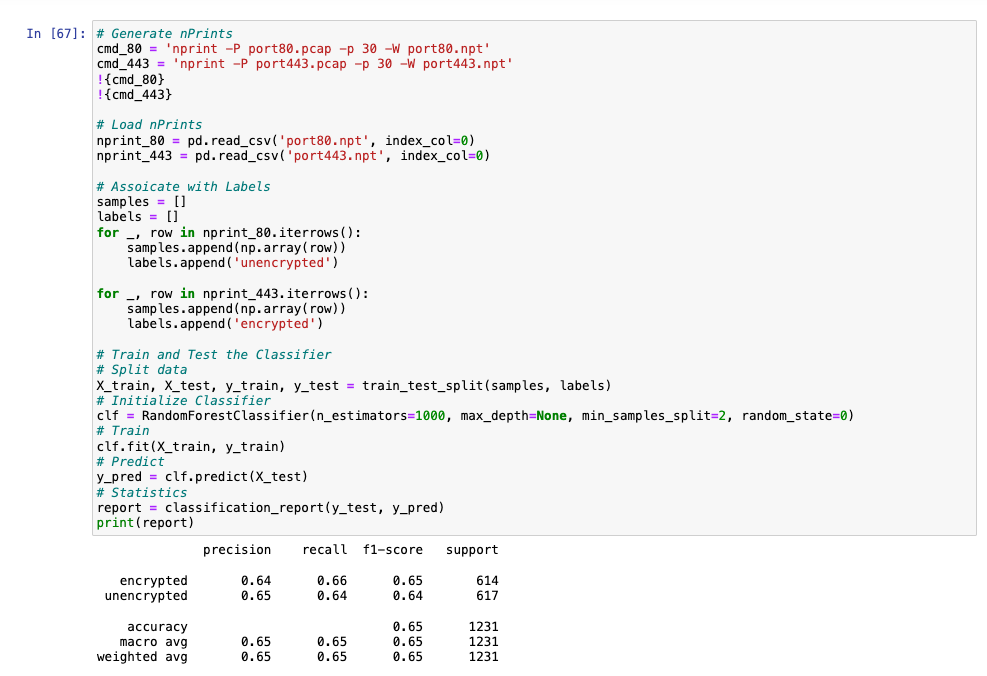 In [67]: # Generate nPrints
cmd_80 = 'nprint -P port80.pcap -p 30 -W port80.npt'
cmd_443 = 'nprint -P port443.pcap -p 30 -W port443.npt'
!{cmd_80}
!{cmd_443}
# Load nPrints
nprint_80 = pd.read_csv('port80.npt', index_col=0)
nprint_443 = pd.read_csv('port443.npt', index_col=0)
# Assoicate with Labels
samples = []
labels = []
for _, row in nprint_80.iterrows():
    samples.append(np.array(row))
    labels.append('unencrypted')
for _, row in nprint_443.iterrows():
    samples.append(np.array(row))
    labels.append('encrypted')
# Train and Test the Classifier
# Split data
X_train, X_test, y_train, y_test = train_test_split(samples, labels)
# Initialize Classifier
clf = RandomForestClassifier(n_estimators=1000, max_depth=None, min_samples_split=2, random_state=0)
# Train
clf.fit(X_train, y_train)
# Predict
y_pred = clf.predict(X_test)
# Statistics
report = classification_report(y_test, y_pred)
print(report)
precision recall f1-score support
encrypted 0.64 0.66 0.65 614
unencrypted 0.65 0.64 0.64 617
accuracy 0.65 1231
macro avg 0.65 0.65 0.65 1231
weighted avg 0.65 0.65 0.65 1231